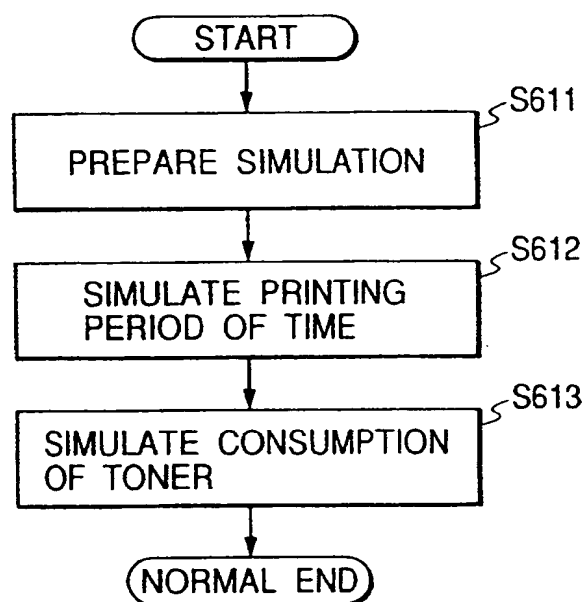 START
S611
PREPARE SIMULATION
S612
SIMULATE PRINTING
PERIOD OF TIME
S613
SIMULATE CONSUMPTION
OF TONER
NORMAL END